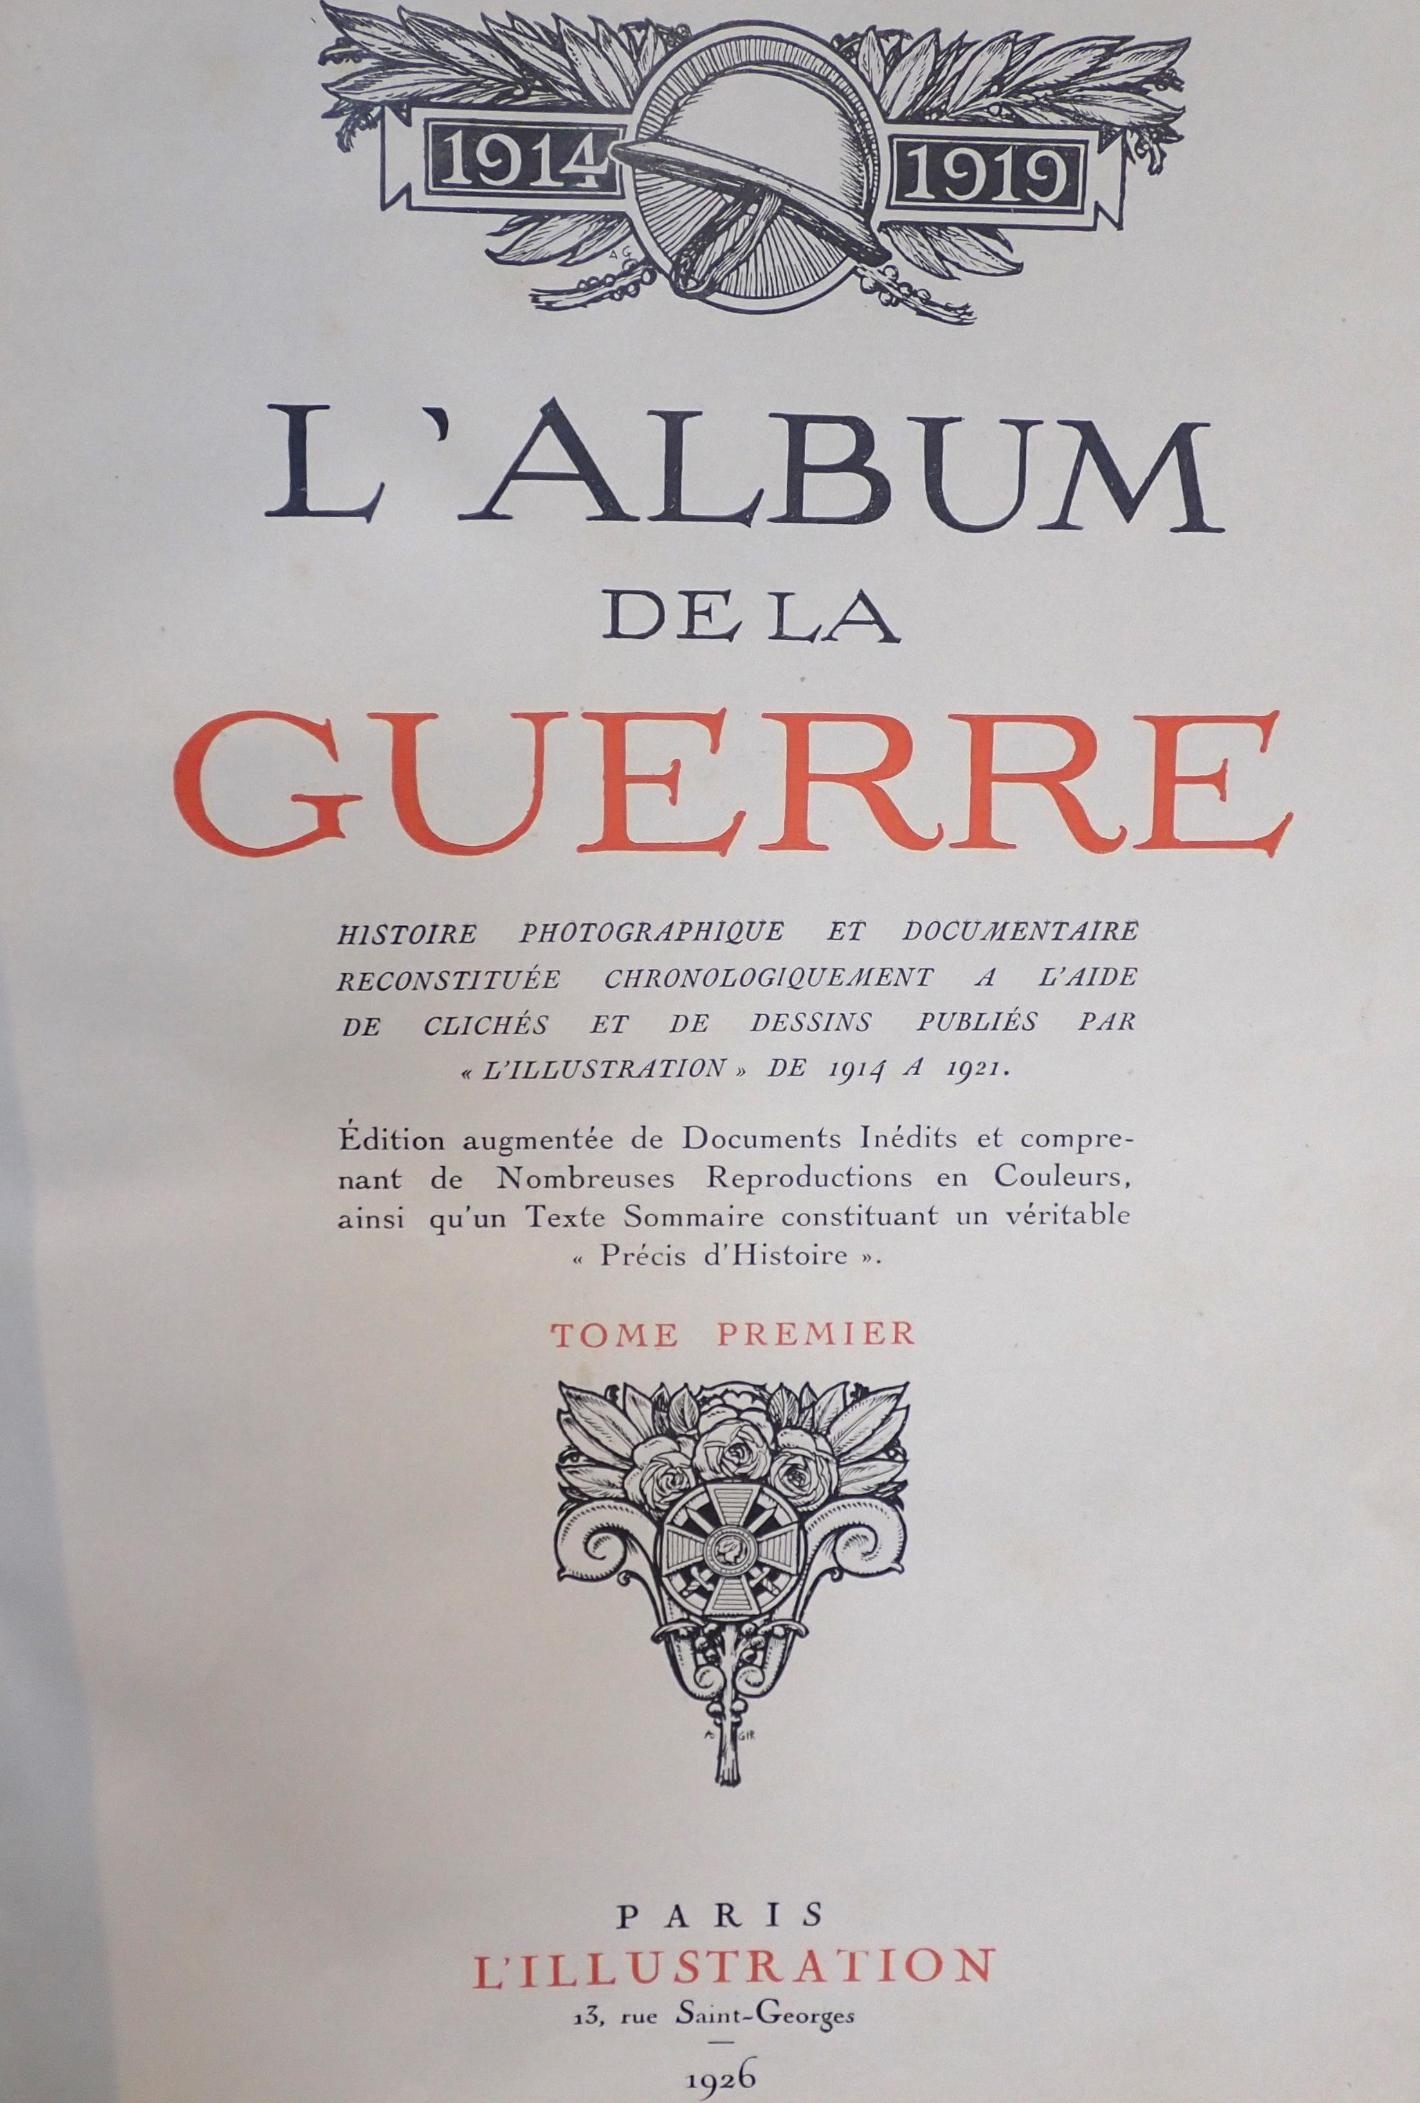 1914 1919
A G
L'ALBUM
DE LA
GUERRE
HISTOIRE PHOTOGRAPHIQUE ET DOCUMENTAIRE
RECONSTITUÉE CHRONOLOGIQUEMENT A L'AIDE
DE CLICHÉS ET DE DESSINS PUBLIÉS PAR
« L'ILLUSTRATION » DE 1914 A 1921.
Édition augmentée de Documents Inédits et compre-
nant de Nombreuses Reproductions en Couleurs,
ainsi qu'un Texte Sommaire constituant un véritable
« Précis d'Histoire ».
TOME PREMIER
PARIS
L'ILLUSTRATION
13, rue Saint-Georges
1926